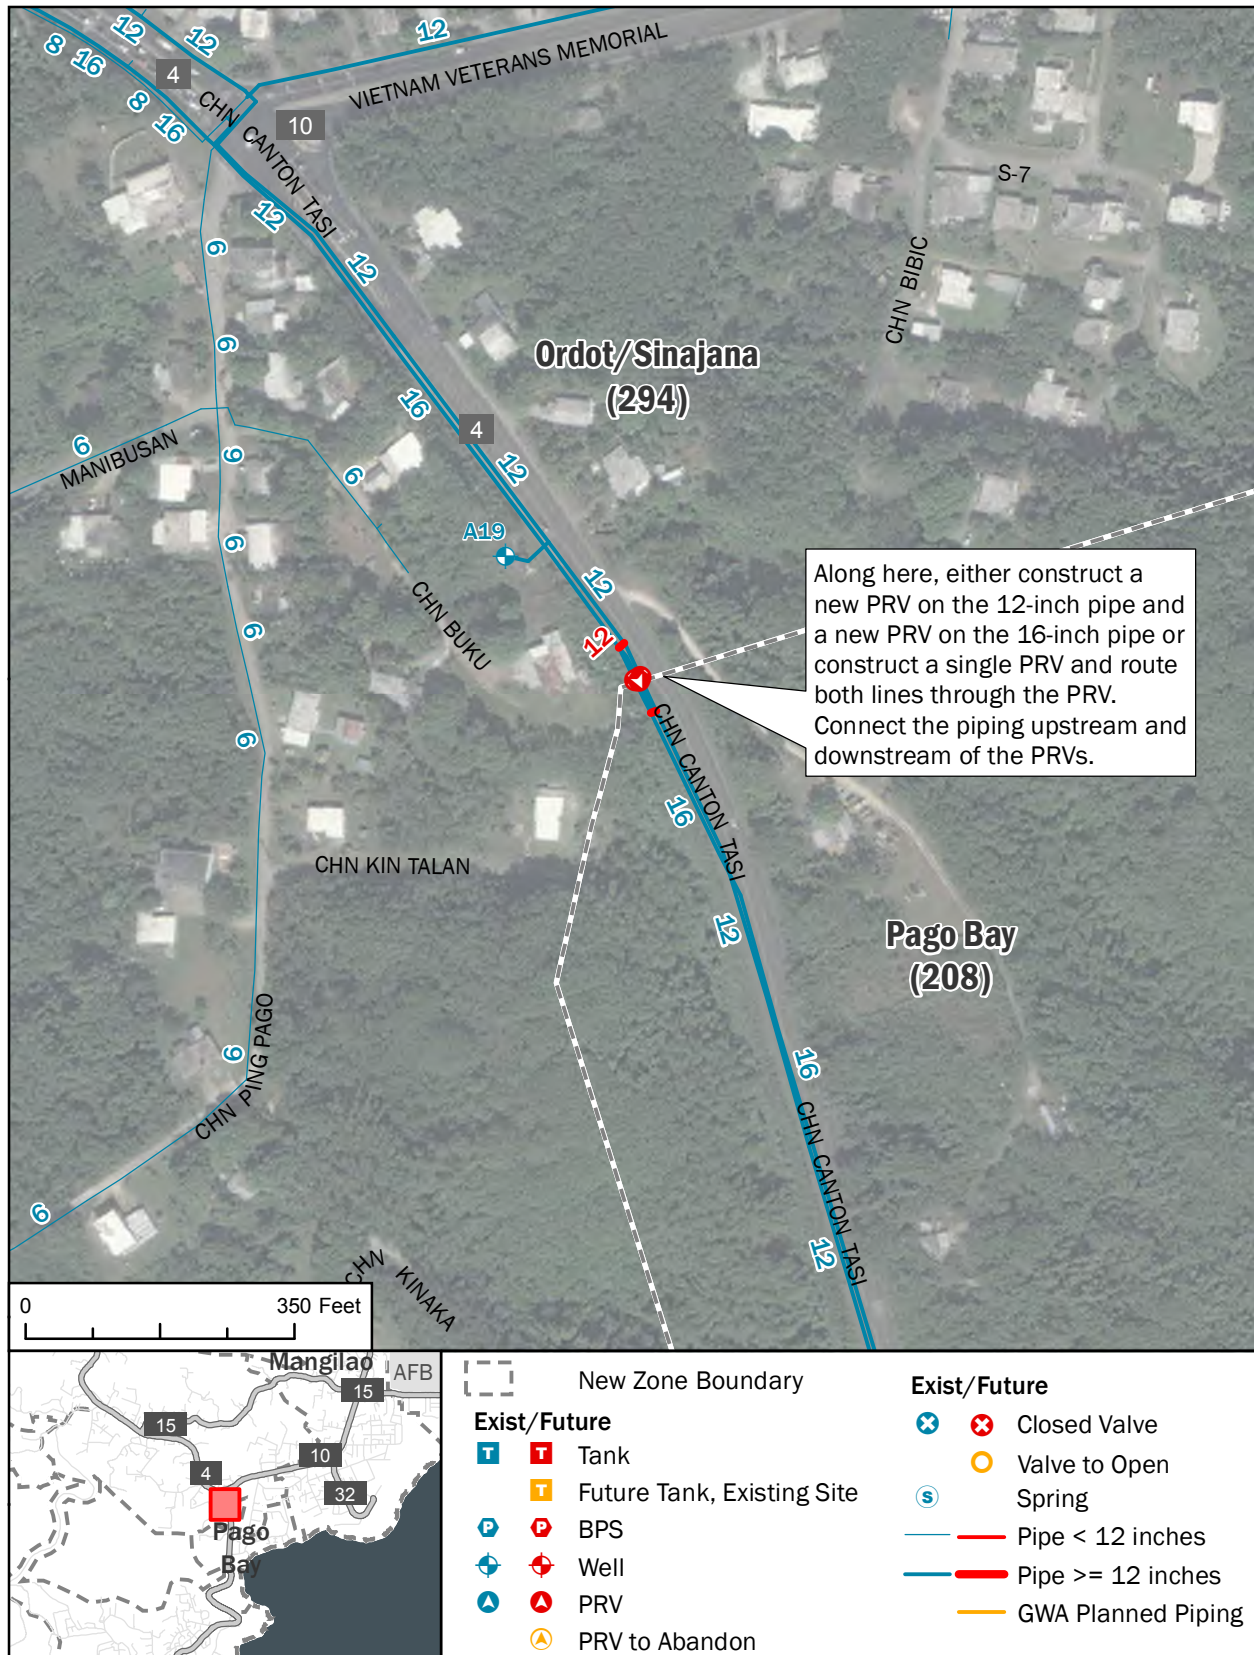 12
12
12
8
16
4
8
16
CHN CANTON TASI
10
VIETNAM VETERANS MEMORIAL
S-7
CHN BIBIC
12
12
6
6
Ordot/Sinajana
(294)
16
4
12
6
MANIBUSAN
6
6
A19
6
12
CHN BUKU
6
12
Along here, either construct a
new PRV on the 12-inch pipe and
a new PRV on the 16-inch pipe or
construct a single PRV and route
both lines through the PRV.
Connect the piping upstream and
downstream of the PRVs.
CHN CANTON TASI
6
16
CHN KIN TALAN
12
Pago Bay
(208)
CHN PING PAGO
6
16
CHN CANTON TASI
6
12
CHN KINAKA
0 350 Feet
Mangilao
AFB
15
15
10
4
32
Pago
Bay
New Zone Boundary
Exist/Future
T T Tank
T Future Tank, Existing Site
P P BPS
Well
PRV
PRV to Abandon
Exist/Future
Closed Valve
Valve to Open
S Spring
Pipe < 12 inches
Pipe >= 12 inches
GWA Planned Piping